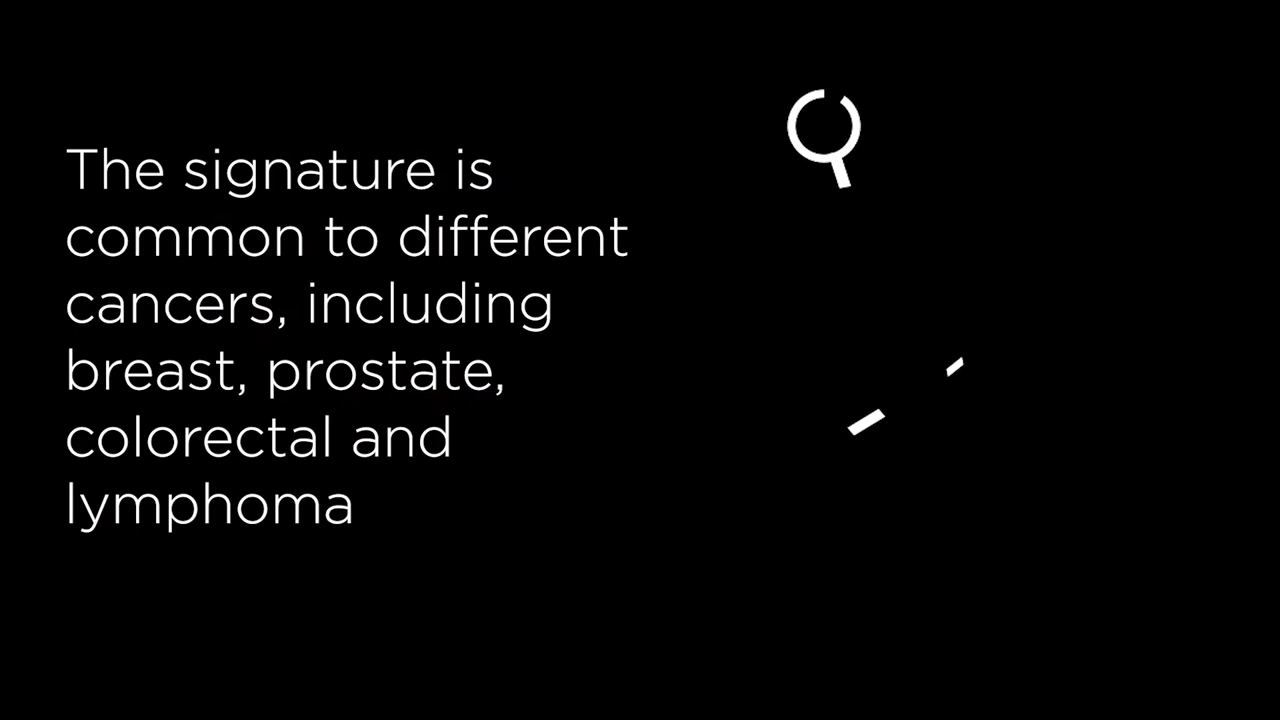 The signature is
common to different
cancers, including
breast, prostate,
colorectal and
lymphoma